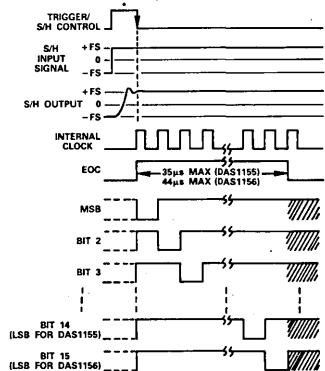 TRIGGER/
S/H CONTROL
S/H
INPUT
SIGNAL
+FS
0
−FS
S/H OUTPUT
+FS
0
−FS
INTERNAL
CLOCK
EOC
35μs MAX (DAS1155)
44μs MAX (DAS1156)
MSB
BIT 2
BIT 3
BIT 14
(LSB FOR DAS1155)
BIT 15
(LSB FOR DAS1156)